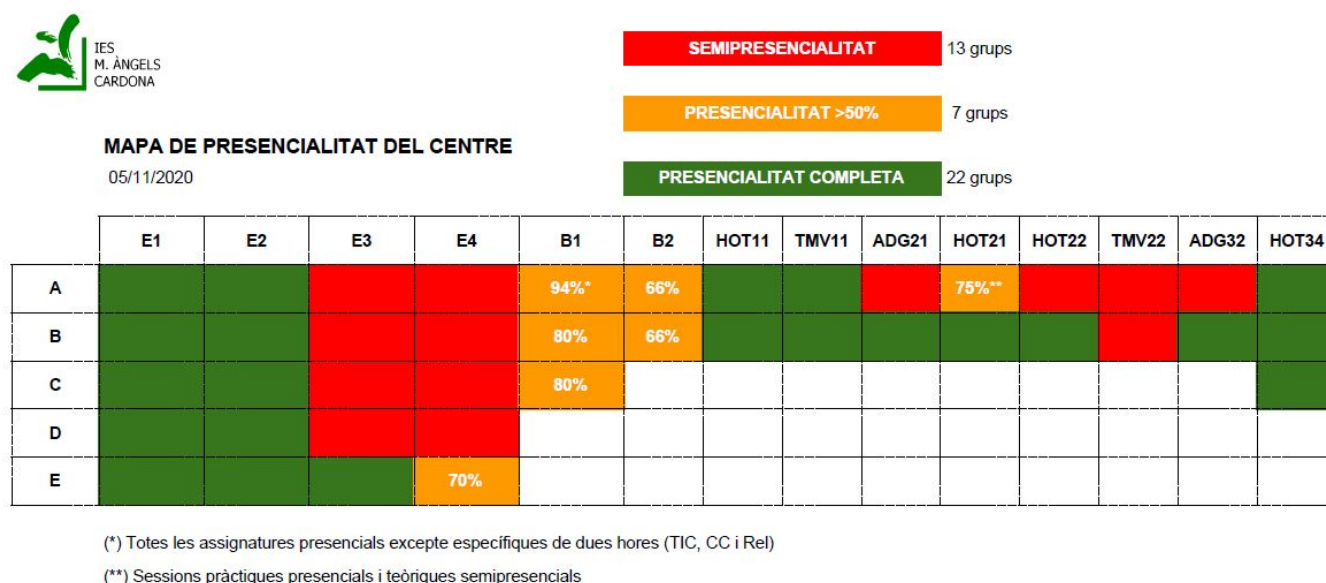 IES
M. ÀNGELS
CARDONA
SEMIPRESENCIALITAT 13 grups
PRESENCIALITAT >50% 7 grups
MAPA DE PRESENCIALITAT DEL CENTRE
05/11/2020
PRESENCIALITAT COMPLETA 22 grups
E1 E2 E3 E4 B1 B2 HOT11 TMV11 ADG21 HOT21 HOT22 TMV22 ADG32 HOT34
A 94%* 66% 75%**
B 80% 66%
C 80%
D
E 70%
(*) Totes les assignatures presencials excepte específiques de dues hores (TIC, CC i Rel)
(**) Sessions pràctiques presencials i teòriques semipresencials